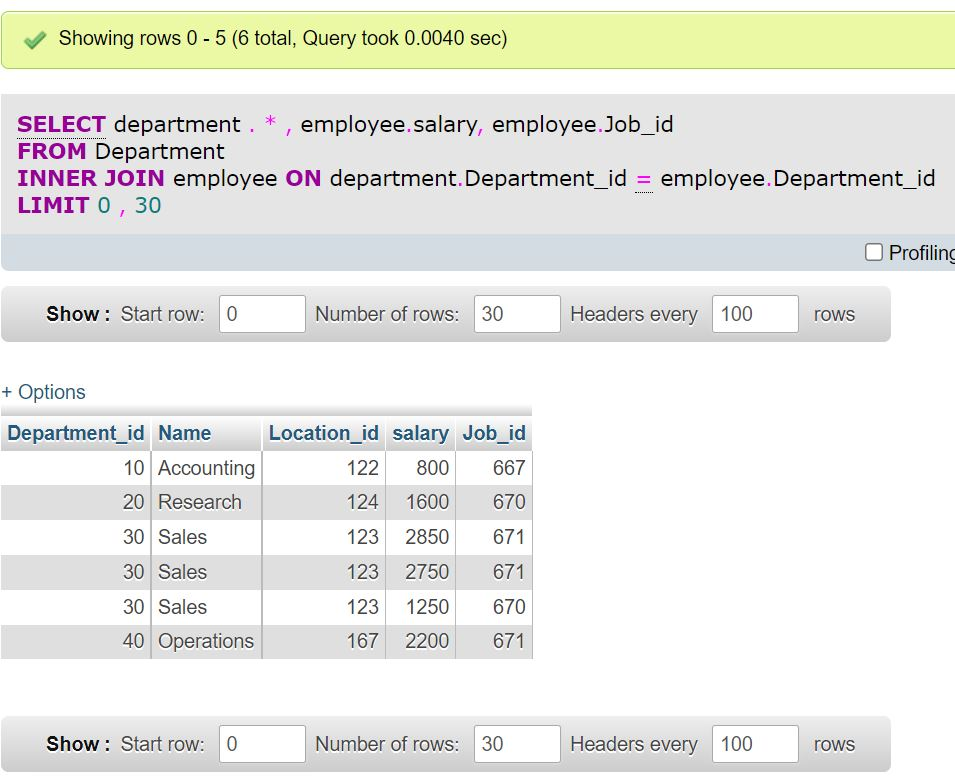 Showing rows 0 - 5 (6 total, Query took 0.0040 sec)
SELECT department . * , employee.salary, employee.Job_id
FROM Department
INNER JOIN employee ON department.Department_id = employee.Department_id
LIMIT 0 , 30
Profiling
Show : Start row: 0 Number of rows: 30 Headers every 100 rows
+ Options
Department_id Name Location_id salary Job_id
10 Accounting 122 800 667
20 Research 124 1600 670
30 Sales 123 2850 671
30 Sales 123 2750 671
30 Sales 123 1250 670
40 Operations 167 2200 671
Show : Start row: 0 Number of rows: 30 Headers every 100 rows